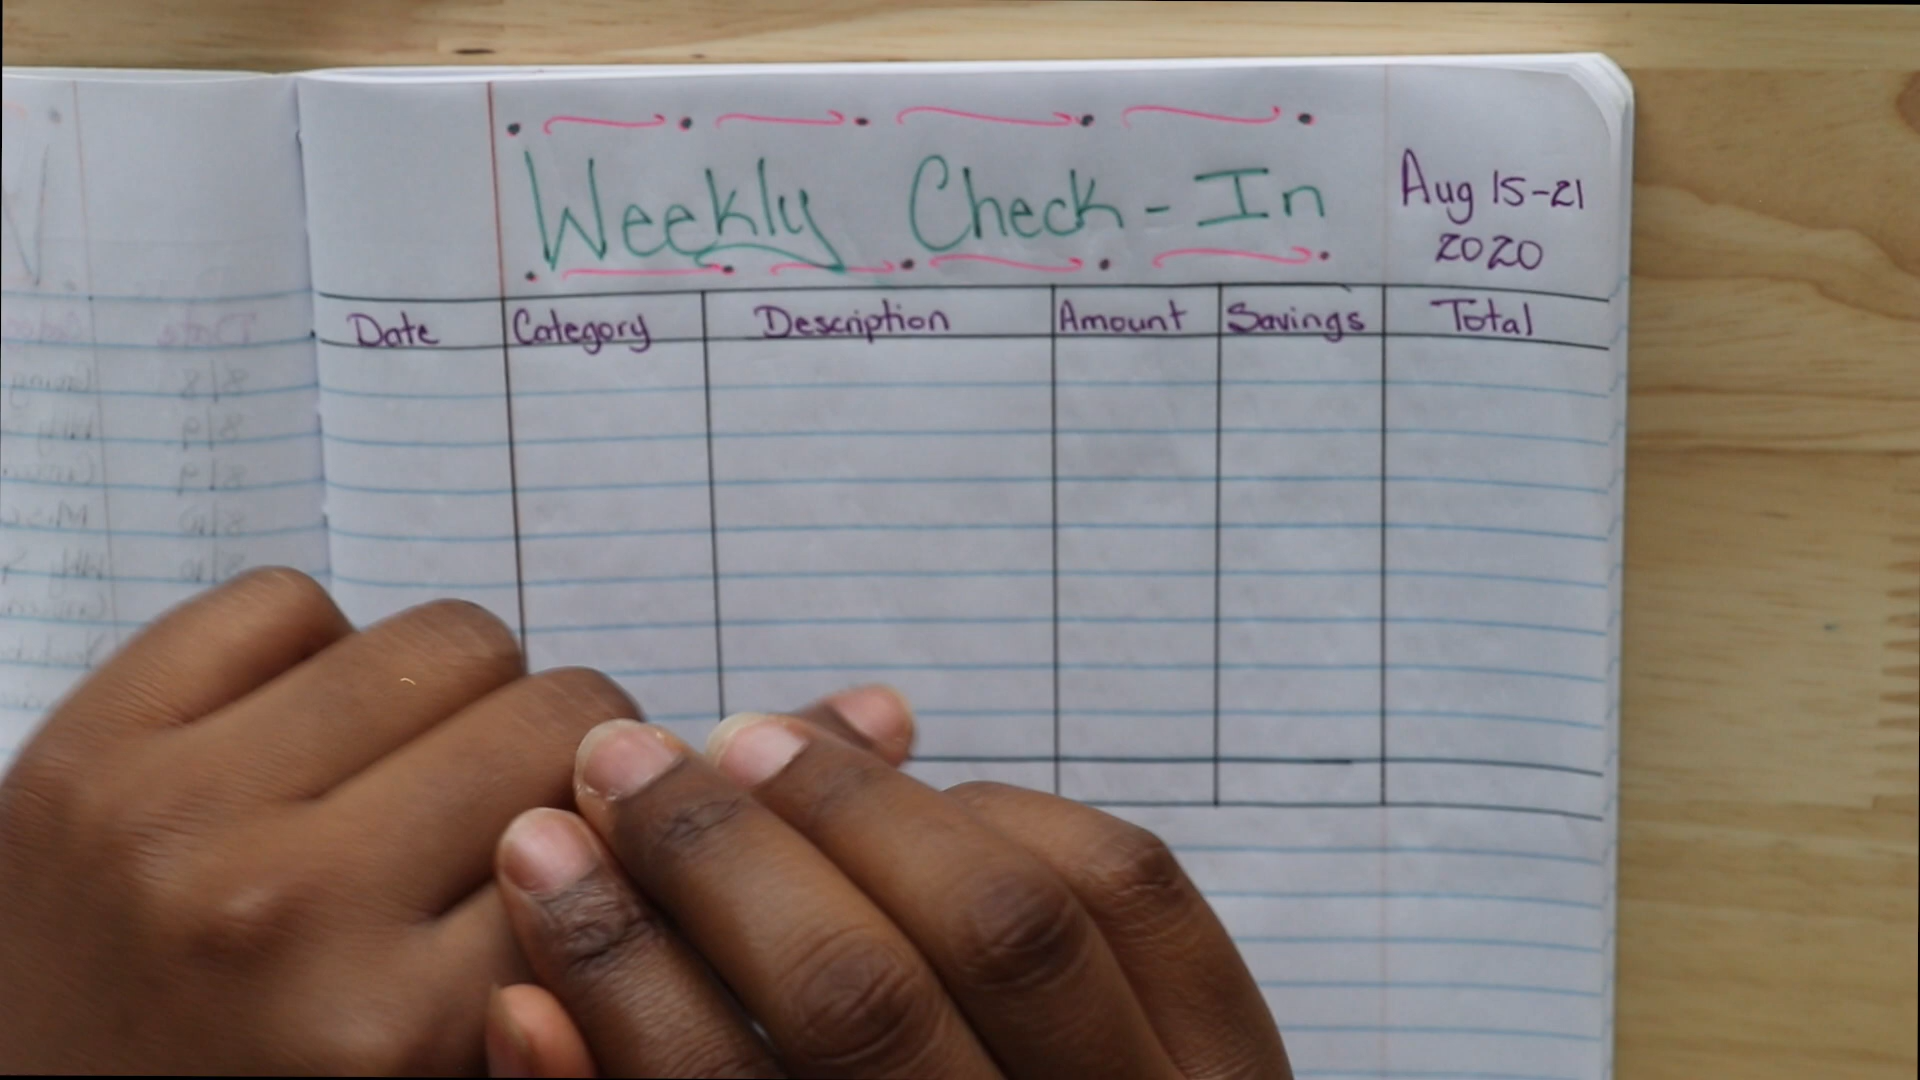 Weekly Check-In
Aug 15-21
2020
Date Category Description Amount Savings Total